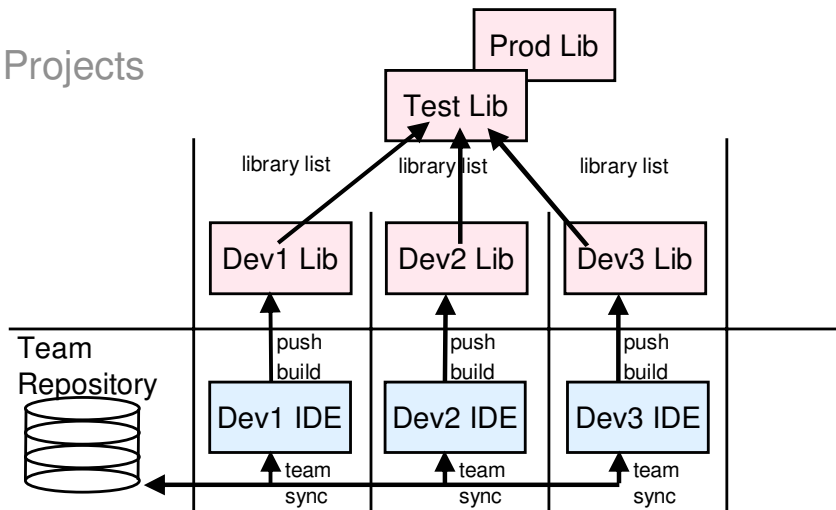 Projects
Prod Lib
Test Lib
library list
library list
library list
Dev1 Lib
Dev2 Lib
Dev3 Lib
Team
Repository
push
build
push
build
push
build
Dev1 IDE
Dev2 IDE
Dev3 IDE
team
sync
team
sync
team
sync